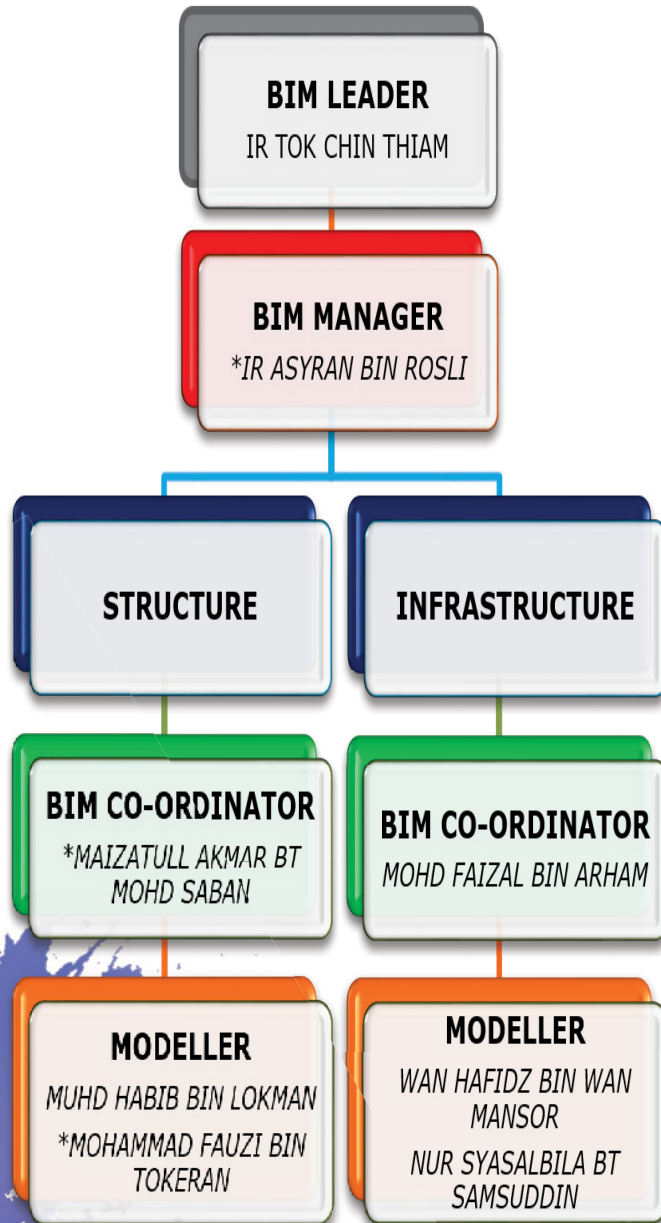 BIM LEADER
IR TOK CHIN THIAM
BIM MANAGER
*IR ASYRAN BIN ROSLI
STRUCTURE
INFRASTRUCTURE
BIM CO-ORDINATOR
*MAIZATULL AKMAR BT
MOHD SABAN
BIM CO-ORDINATOR
MOHD FAIZAL BIN ARHAM
MODELLER
MUHD HABIB BIN LOKMAN
*MOHAMMAD FAUZI BIN
TOKERAN
MODELLER
WAN HAFIDZ BIN WAN
MANSOR
NUR SYASALBILA BT
SAMSUDDIN